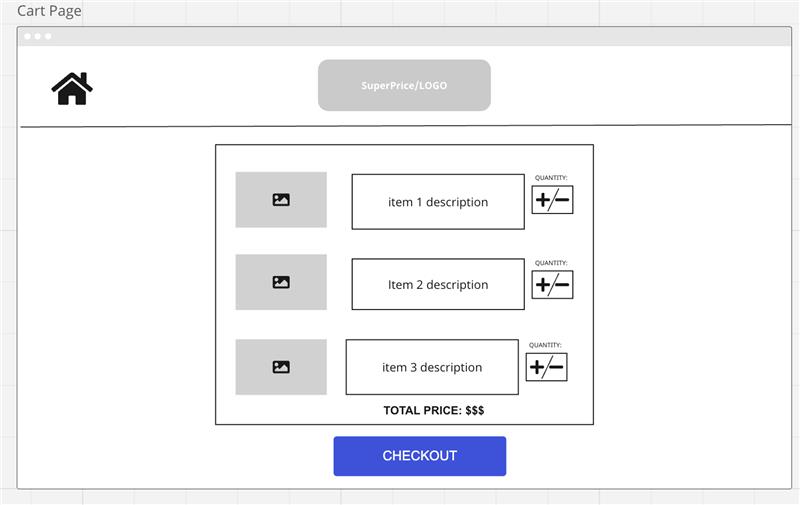 Cart Page
SuperPrice/LOGO
QUANTITY:
item 1 description
+/−
QUANTITY:
Item 2 description
+/−
QUANTITY:
item 3 description
+/−
TOTAL PRICE: $$$
CHECKOUT